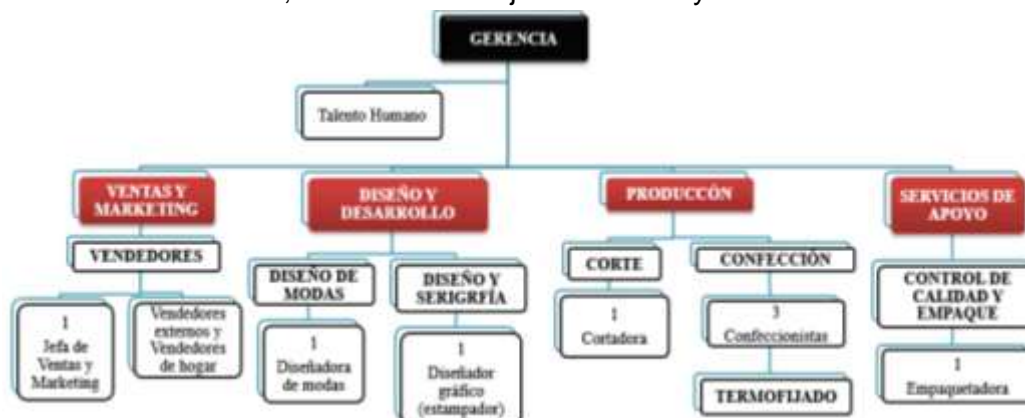 GERENCIA
Talento Humano
VENTAS Y
MARKETING
DISEÑO Y
DESARROLLO
PRODUCCÓN
SERVICIOS DE
APOYO
VENDEDORES
DISEÑO DE
MODAS
DISEÑO Y
SERIGRFÍA
CORTE
CONFECCIÓN
CONTROL DE
CALIDAD Y
EMPAQUE
1
Jefa de
Ventas y
Marketing
Vendedores
externos y
Vendedores
de hogar
1
Diseñadora
de modas
1
Diseñador
gráfico
(estampador)
1
Cortadora
3
Confeccionistas
TERMOFIJADO
1
Empaquetadora